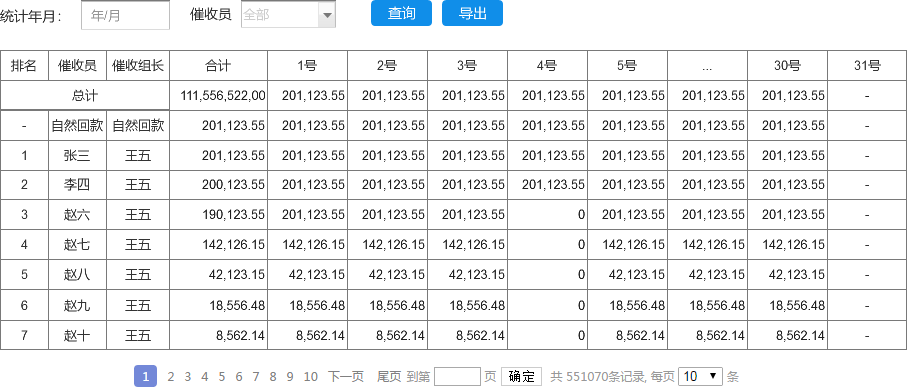 统计年月： 年/月 催收员 全部 查询 导出
排名 催收员 催收组长 合计 1号 2号 3号 4号 5号 ... 30号 31号
总计 111,556,522,00 201,123.55 201,123.55 201,123.55 201,123.55 201,123.55 201,123.55 201,123.55 -
- 自然回款 自然回款 201,123.55 201,123.55 201,123.55 201,123.55 201,123.55 201,123.55 201,123.55 201,123.55 -
1 张三 王五 201,123.55 201,123.55 201,123.55 201,123.55 201,123.55 201,123.55 201,123.55 201,123.55 -
2 李四 王五 200,123.55 201,123.55 201,123.55 201,123.55 201,123.55 201,123.55 201,123.55 201,123.55 -
3 赵六 王五 190,123.55 201,123.55 201,123.55 201,123.55 0 201,123.55 201,123.55 201,123.55 -
4 赵七 王五 142,126.15 142,126.15 142,126.15 142,126.15 0 142,126.15 142,126.15 142,126.15 -
5 赵八 王五 42,123.15 42,123.15 42,123.15 42,123.15 0 42,123.15 42,123.15 42,123.15 -
6 赵九 王五 18,556.48 18,556.48 18,556.48 18,556.48 0 18,556.48 18,556.48 18,556.48 -
7 赵十 王五 8,562.14 8,562.14 8,562.14 8,562.14 0 8,562.14 8,562.14 8,562.14 -
1 2 3 4 5 6 7 8 9 10 下一页 尾页 到第 页 确定 共 551070条记录, 每页 10 条